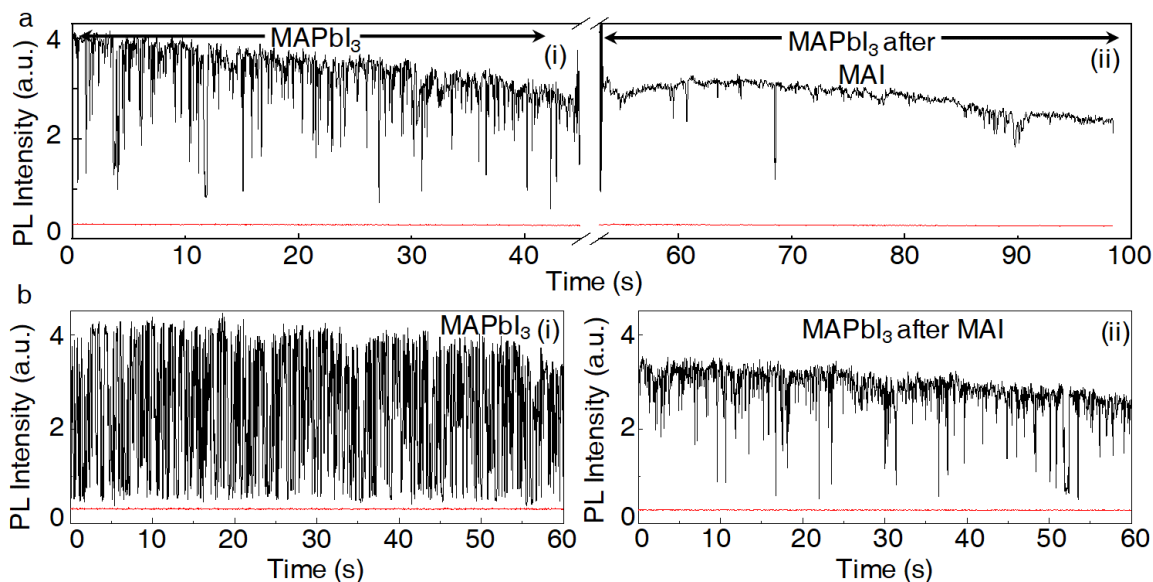 a
MAPbI₃
(i)
MAPbI₃ after
MAI
(ii)
PL Intensity (a.u.)
4
2
0
0 10 20 30 40 60 70 80 90 100
Time (s)
b
MAPbI₃ (i)
PL Intensity (a.u.)
4
2
0
0 10 20 30 40 50 60
Time (s)
MAPbI₃ after MAI
(ii)
PL Intensity (a.u.)
4
2
0
0 10 20 30 40 50 60
Time (s)